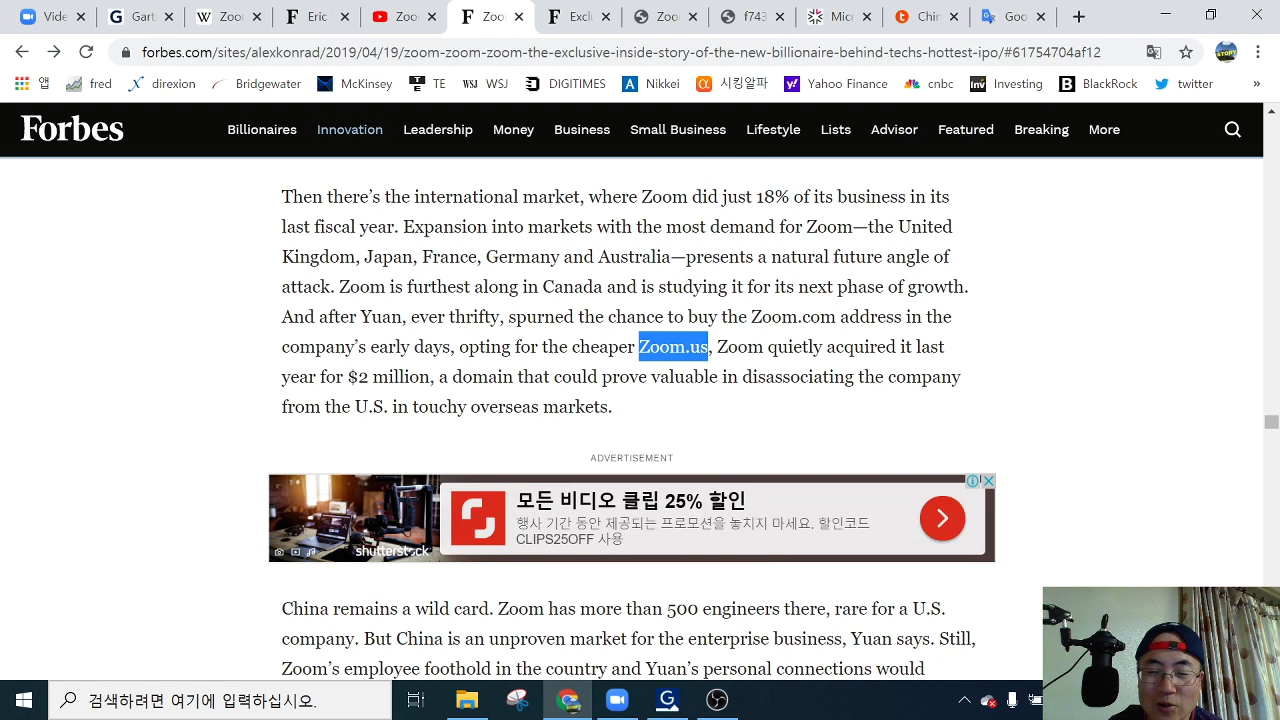 Vide
Gart
Wizo
Eric
Zoo
Zoo
Exclu
Zoo
f743
Micr
Chin
Goo
forbes.com/sites/alexkonrad/2019/04/19/zoom-zoom-zoom-the-exclusive-inside-story-of-the-new-billionaire-behind-techs-hottest-ipo/#61754704af12
앱 fred direxion Bridgewater McKinsey TE WSJ DIGITIMES Nikkei 시킹알파 Yahoo Finance cnbc Investing BlackRock twitter »
Forbes Billionaires Innovation Leadership Money Business Small Business Lifestyle Lists Advisor Featured Breaking More
Then there’s the international market, where Zoom did just 18% of its business in its
last fiscal year. Expansion into markets with the most demand for Zoom—the United
Kingdom, Japan, France, Germany and Australia—presents a natural future angle of
attack. Zoom is furthest along in Canada and is studying it for its next phase of growth.
And after Yuan, ever thrifty, spurned the chance to buy the Zoom.com address in the
company’s early days, opting for the cheaper Zoom.us, Zoom quietly acquired it last
year for $2 million, a domain that could prove valuable in disassociating the company
from the U.S. in touchy overseas markets.
ADVERTISEMENT
모든 비디오 클립 25% 할인
행사 기간 동안 제공되는 프로모션을 놓치지 마세요. 할인코드
CLIPS25OFF 사용
shutterstock
China remains a wild card. Zoom has more than 500 engineers there, rare for a U.S.
company. But China is an unproven market for the enterprise business, Yuan says. Still,
Zoom’s employee foothold in the country and Yuan’s personal connections would
검색하려면 여기에 입력하십시오.